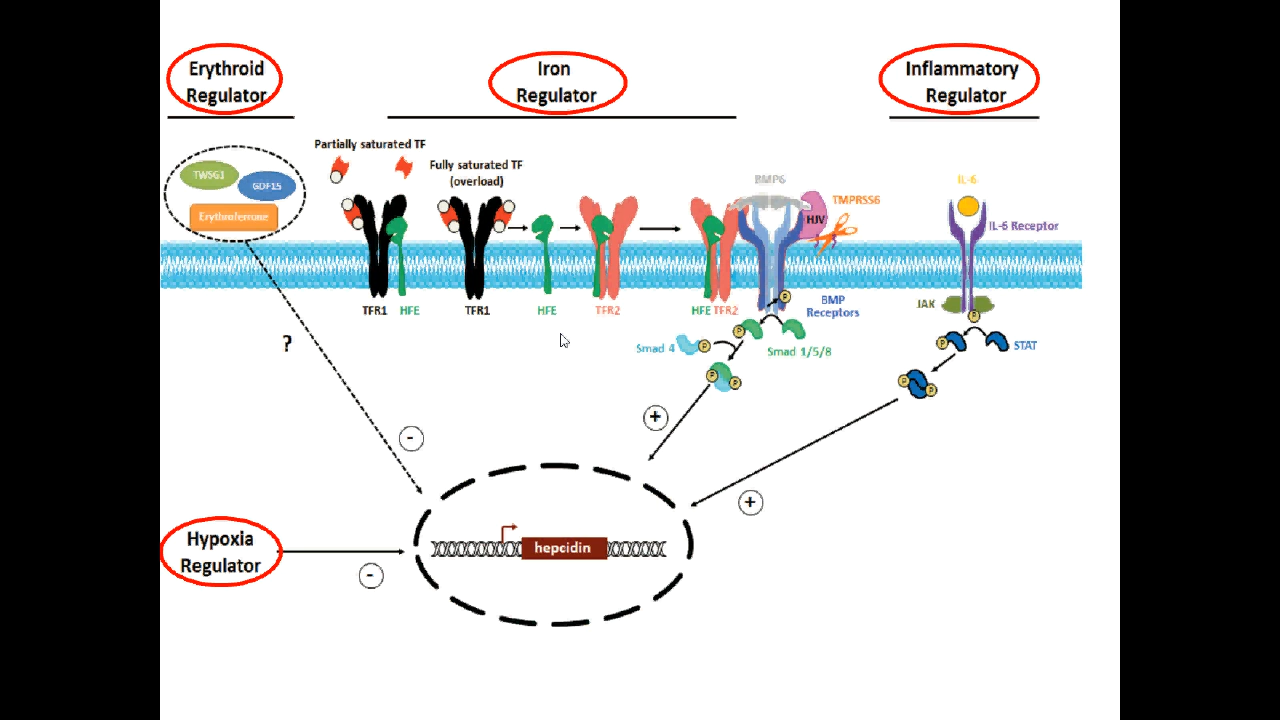 Erythroid
Regulator
Iron
Regulator
Inflammatory
Regulator
Partially saturated TF
Fully saturated TF
(overload)
TWSG1
GDF15
Erythroferrone
BMP6
TMPRSS6
HJV
IL-6
IL-6 Receptor
TFR1
HFE
TFR1
HFE
TFR2
HFE TFR2
P
BMP
Receptors
JAK
P
?
Smad 4
P
P
Smad 1/5/8
P
STAT
P
P
P
P
+
-
+
Hypoxia
Regulator
-
hepcidin